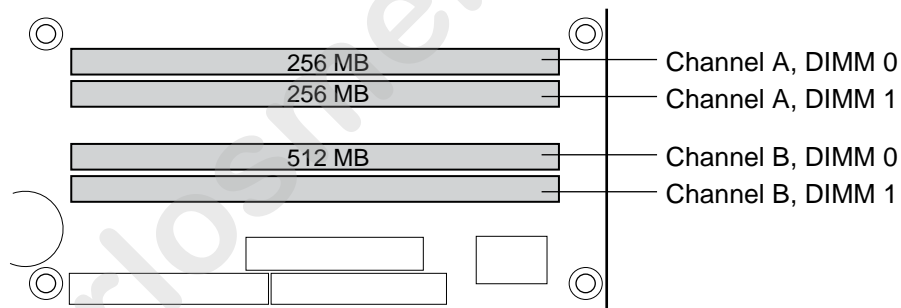 256 MB
Channel A, DIMM 0
256 MB
Channel A, DIMM 1
512 MB
Channel B, DIMM 0
Channel B, DIMM 1